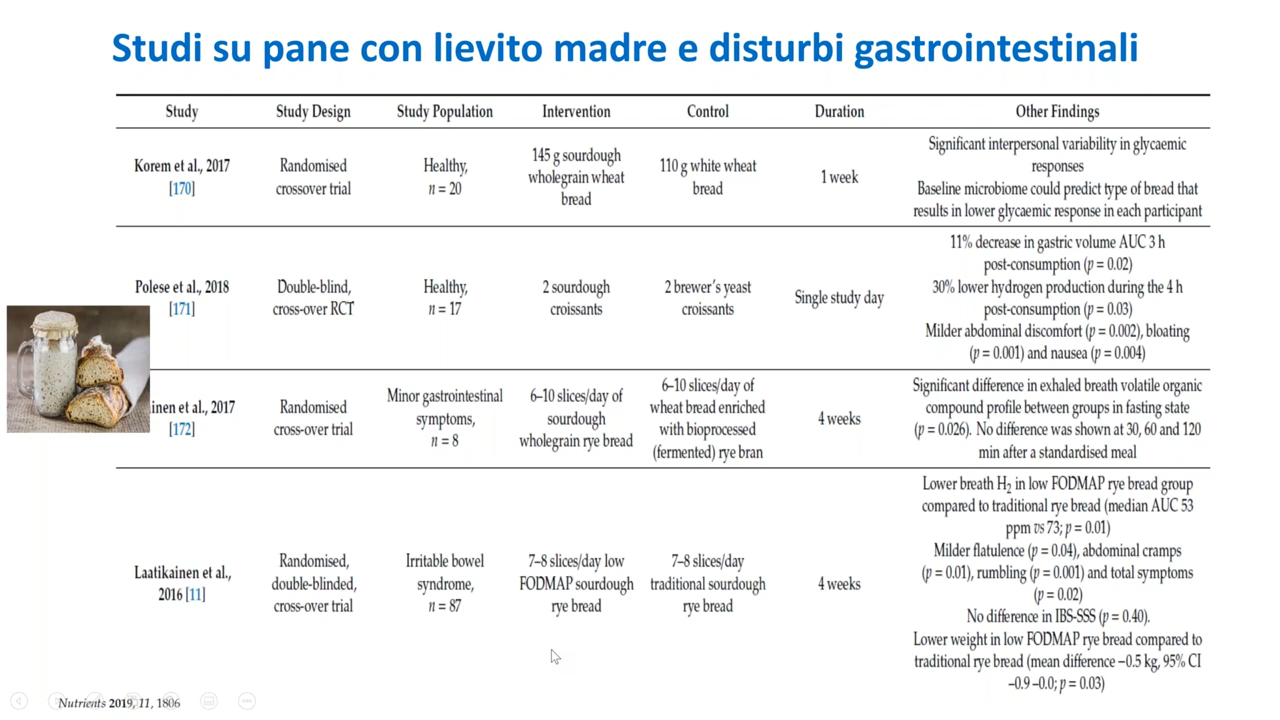 Studi su pane con lievito madre e disturbi gastrointestinali
Study Study Design Study Population Intervention Control Duration Other Findings
Korem et al., 2017
[170]
Randomised
crossover trial
Healthy,
n = 20
145 g sourdough
wholegrain wheat
bread
110 g white wheat
bread
1 week
Significant interpersonal variability in glycaemic
responses
Baseline microbiome could predict type of bread that
results in lower glycaemic response in each participant
Polese et al., 2018
[171]
Double-blind,
cross-over RCT
Healthy,
n = 17
2 sourdough
croissants
2 brewer's yeast
croissants
Single study day
11% decrease in gastric volume AUC 3 h
post-consumption (p = 0.02)
30% lower hydrogen production during the 4 h
post-consumption (p = 0.03)
Milder abdominal discomfort (p = 0.002), bloating
(p = 0.001) and nausea (p = 0.004)
inen et al., 2017
[172]
Randomised
cross-over trial
Minor gastrointestinal
symptoms,
n = 8
6–10 slices/day of
sourdough
wholegrain rye bread
6–10 slices/day of
wheat bread enriched
with bioprocessed
(fermented) rye bran
4 weeks
Significant difference in exhaled breath volatile organic
compound profile between groups in fasting state
(p = 0.026). No difference was shown at 30, 60 and 120
min after a standardised meal
Laatikainen et al.,
2016 [11]
Randomised,
double-blinded,
cross-over trial
Irritable bowel
syndrome,
n = 87
7–8 slices/day low
FODMAP sourdough
rye bread
7–8 slices/day
traditional sourdough
rye bread
4 weeks
Lower breath H₂ in low FODMAP rye bread group
compared to traditional rye bread (median AUC 53
ppm vs 73; p = 0.01)
Milder flatulence (p = 0.04), abdominal cramps
(p = 0.01), rumbling (p = 0.001) and total symptoms
(p = 0.02)
No difference in IBS-SSS (p = 0.40).
Lower weight in low FODMAP rye bread compared to
traditional rye bread (mean difference −0.5 kg, 95% CI
−0.9 –0.0; p = 0.03)
Nutrients 2019, 11, 1806